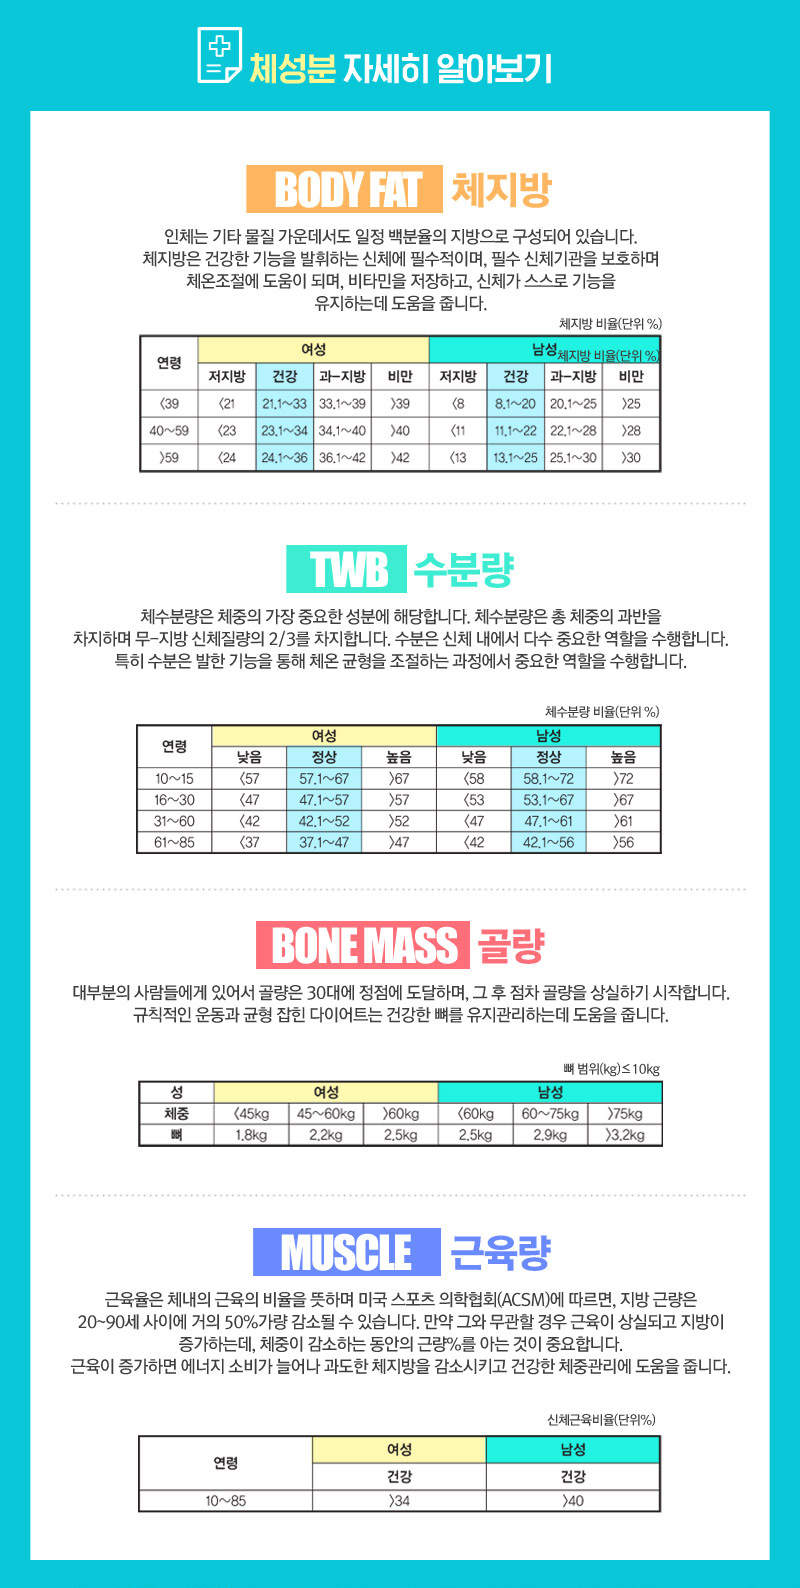 체성분 자세히 알아보기
BODY FAT 체지방
인체는 기타 물질 가운데서도 일정 백분율의 지방으로 구성되어 있습니다.
체지방은 건강한 기능을 발휘하는 신체에 필수적이며, 필수 신체기관을 보호하며
체온조절에 도움이 되며, 비타민을 저장하고, 신체가 스스로 기능을
유지하는데 도움을 줍니다.
체지방 비율(단위 %)
연령 여성 남성 체지방 비율(단위 %)
저지방 건강 과-지방 비만 저지방 건강 과-지방 비만
〈39 〈21 21.1~33 33.1~39 〉39 〈8 8.1~20 20.1~25 〉25
40~59 〈23 23.1~34 34.1~40 〉40 〈11 11.1~22 22.1~28 〉28
〉59 〈24 24.1~36 36.1~42 〉42 〈13 13.1~25 25.1~30 〉30
TWB 수분량
체수분량은 체중의 가장 중요한 성분에 해당합니다. 체수분량은 총 체중의 과반을
차지하며 무-지방 신체질량의 2/3를 차지합니다. 수분은 신체 내에서 다수 중요한 역할을 수행합니다.
특히 수분은 발한 기능을 통해 체온 균형을 조절하는 과정에서 중요한 역할을 수행합니다.
체수분량 비율(단위 %)
연령 여성 남성
낮음 정상 높음 낮음 정상 높음
10~15 〈57 57.1~67 〉67 〈58 58.1~72 〉72
16~30 〈47 47.1~57 〉57 〈53 53.1~67 〉67
31~60 〈42 42.1~52 〉52 〈47 47.1~61 〉61
61~85 〈37 37.1~47 〉47 〈42 42.1~56 〉56
BONE MASS 골량
대부분의 사람들에게 있어서 골량은 30대에 정점에 도달하며, 그 후 점차 골량을 상실하기 시작합니다.
규칙적인 운동과 균형 잡힌 다이어트는 건강한 뼈를 유지관리하는데 도움을 줍니다.
뼈 범위(kg)≤10kg
성 여성 남성
체중 〈45kg 45~60kg 〉60kg 〈60kg 60~75kg 〉75kg
뼈 1.8kg 2.2kg 2.5kg 2.5kg 2.9kg 〉3.2kg
MUSCLE 근육량
근육율은 체내의 근육의 비율을 뜻하며 미국 스포츠 의학협회(ACSM)에 따르면, 지방 근량은
20~90세 사이에 거의 50%가량 감소될 수 있습니다. 만약 그와 무관할 경우 근육이 상실되고 지방이
증가하는데, 체중이 감소하는 동안의 근량%를 아는 것이 중요합니다.
근육이 증가하면 에너지 소비가 늘어나 과도한 체지방을 감소시키고 건강한 체중관리에 도움을 줍니다.
신체근육비율(단위%)
연령 여성 남성
건강 건강
10~85 〉34 〉40